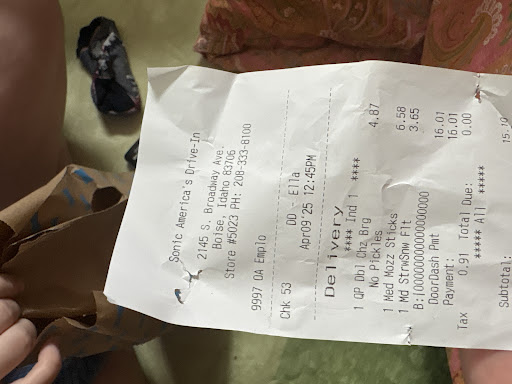 Sonic America's Drive-In
2145 S. Broadway Ave.
Boise, Idaho 83706
Store #5023 PH: 208-333-8100
9997 OA Emplo
Chk 53 DD - Ella
Apr09'25 12:45PM
Delivery
**** Ind 1 ****
1 QP Dbl Chz Brg 4.87
No Pickles
1 Med Mozz Sticks 6.58
1 Md StrwSnw Flt 3.65
DoorDash Pmt 16.01
Payment: 16.01
Tax 0.91 Total Due: 0.00
***** All *****
Subtotal: